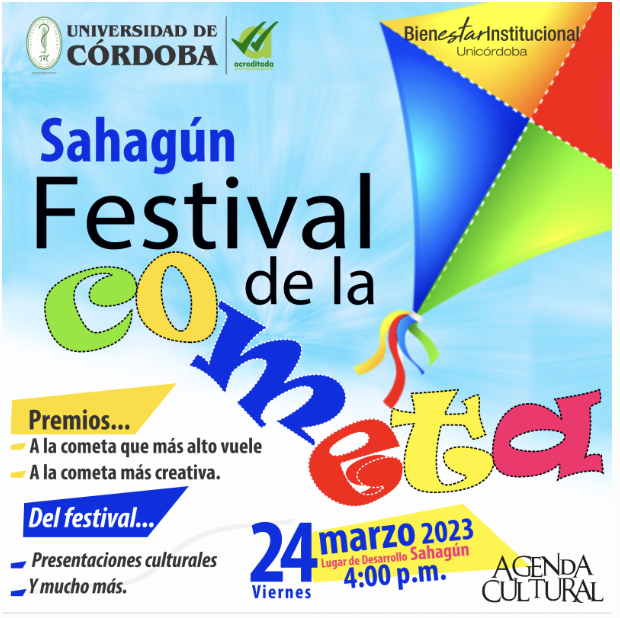 UNIVERSIDAD DE
CÓRDOBA
acreditada
BienestarInstitucional
Unicórdoba
Sahagún
Festival
de la
cometa
Premios...
A la cometa que más alto vuele
A la cometa más creativa.
Del festival...
Presentaciones culturales
Y mucho más.
24
Viernes
marzo 2023
Lugar de Desarrollo Sahagún
4:00 p.m.
AGENDA
CULTURAL